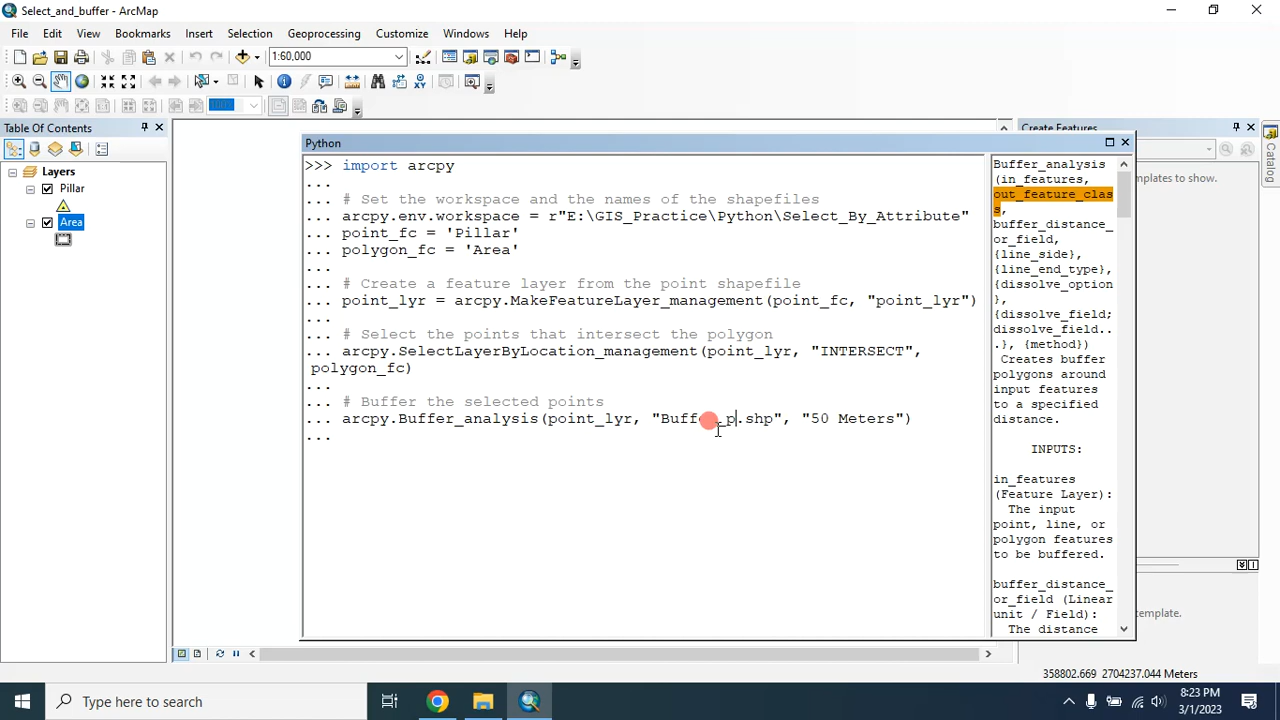 Select_and_buffer - ArcMap
File Edit View Bookmarks Insert Selection Geoprocessing Customize Windows Help
1:60,000
100%
Table Of Contents
Layers
Pillar
Area
Python
>>> import arcpy
...
... # Set the workspace and the names of the shapefiles
... arcpy.env.workspace = r"E:\GIS_Practice\Python\Select_By_Attribute"
... point_fc = 'Pillar'
... polygon_fc = 'Area'
...
... # Create a feature layer from the point shapefile
... point_lyr = arcpy.MakeFeatureLayer_management(point_fc, "point_lyr")
...
... # Select the points that intersect the polygon
... arcpy.SelectLayerByLocation_management(point_lyr, "INTERSECT",
polygon_fc)
...
... # Buffer the selected points
... arcpy.Buffer_analysis(point_lyr, "Buffer_p.shp", "50 Meters")
...
Buffer_analysis
(in_features,
out_feature_clas
s,
buffer_distance_
or_field,
{line_side},
{line_end_type},
{dissolve_option
},
{dissolve_field;
dissolve_field..
.}, {method})
Creates buffer
polygons around
input features
to a specified
distance.
INPUTS:
in_features
(Feature Layer):
The input
point, line, or
polygon features
to be buffered.
buffer_distance_
or_field (Linear
unit / Field):
The distance
Create Features
mplates to show.
template.
Catalog
358802.669 2704237.044 Meters
Type here to search
8:23 PM
3/1/2023